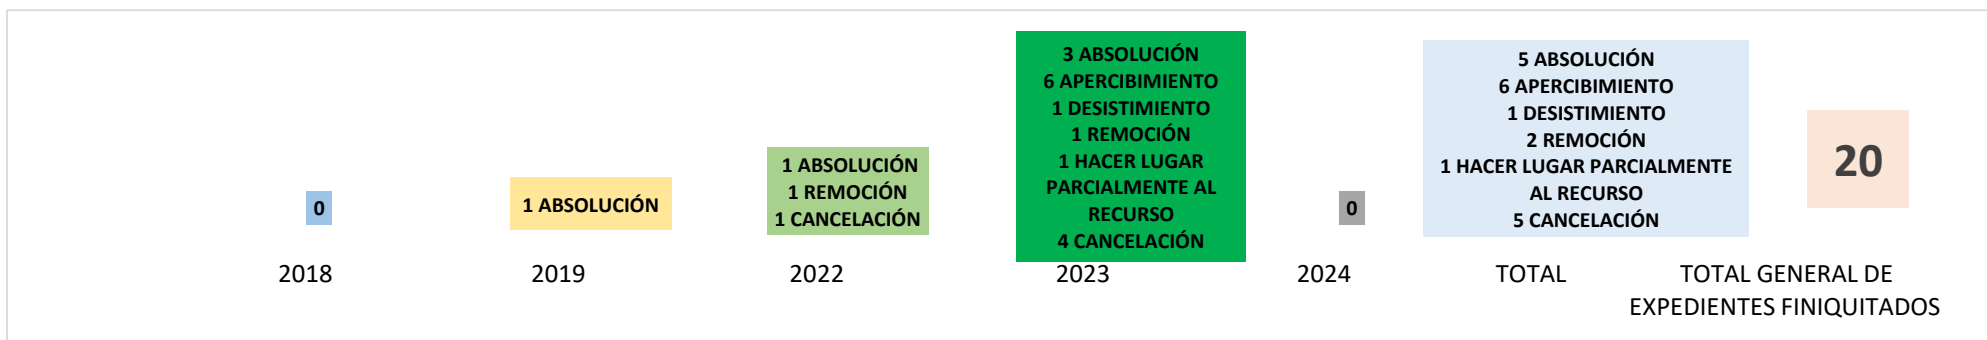 0
1 ABSOLUCIÓN
1 ABSOLUCIÓN
1 REMOCIÓN
1 CANCELACIÓN
3 ABSOLUCIÓN
6 APERCIBIMIENTO
1 DESISTIMIENTO
1 REMOCIÓN
1 HACER LUGAR
PARCIALMENTE AL
RECURSO
4 CANCELACIÓN
0
5 ABSOLUCIÓN
6 APERCIBIMIENTO
1 DESISTIMIENTO
2 REMOCIÓN
1 HACER LUGAR PARCIALMENTE
AL RECURSO
5 CANCELACIÓN
20
2018
2019
2022
2023
2024
TOTAL
TOTAL GENERAL DE
EXPEDIENTES FINIQUITADOS